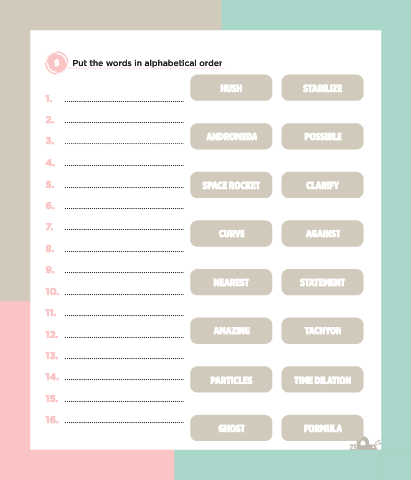 9 Put the words in alphabetical order
HUSH STABILIZE
1.
2.
ANDROMEDA POSSIBLE
3.
4.
SPACE ROCKET CLARIFY
5.
6.
7.
CURVE AGAINST
8.
9.
NEAREST STATEMENT
10.
11.
AMAZING TACHYON
12.
13.
14.
PARTICLES TIME DILATION
15.
16.
GHOST FORMULA